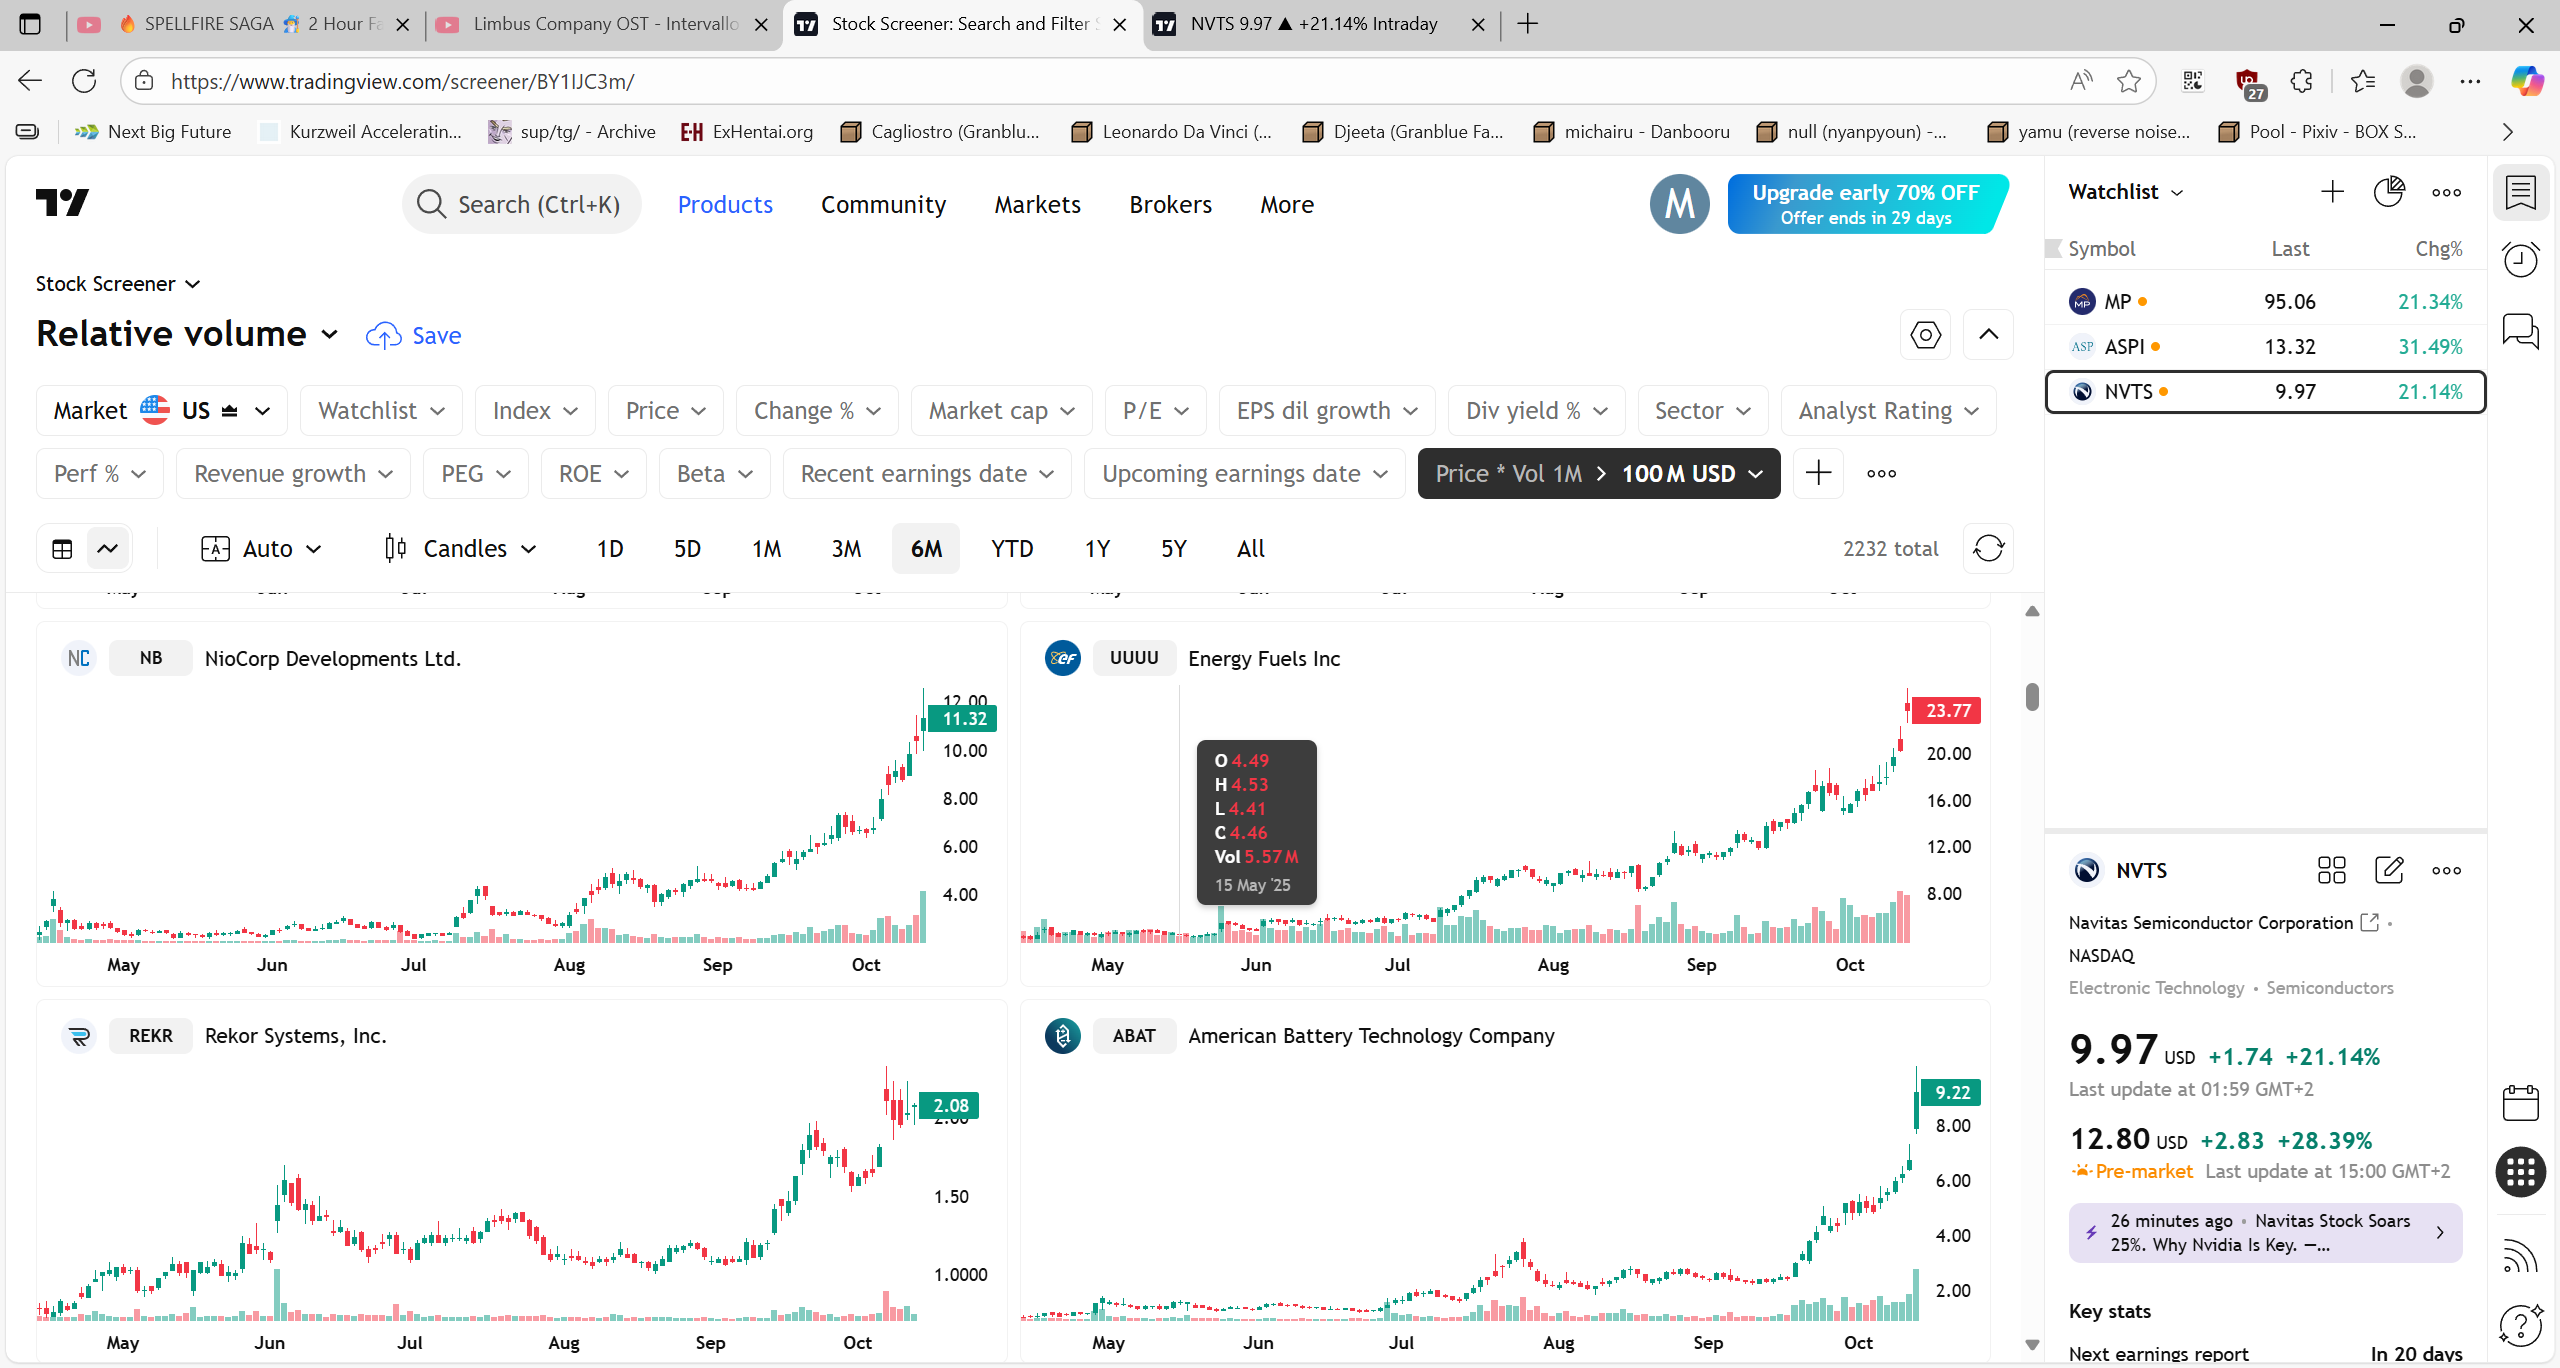 SPELLFIRE SAGA 2 Hour Fa
Limbus Company OST - Intervallo
Stock Screener: Search and Filter S
NVTS 9.97 ▲ +21.14% Intraday
https://www.tradingview.com/screener/BY1IJC3m/
27
Next Big Future
Kurzweil Acceleratin...
sup/tg/ - Archive
E-H ExHentai.org
Cagliostro (Granblu...
Leonardo Da Vinci (...
Djeeta (Granblue Fa...
michairu - Danbooru
null (nyanpyoun) -...
yamu (reverse noise...
Pool - Pixiv - BOX S...
Search (Ctrl+K)
Products
Community
Markets
Brokers
More
M
Upgrade early 70% OFF
Offer ends in 29 days
Stock Screener
Relative volume
Save
Market US
Watchlist
Index
Price
Change %
Market cap
P/E
EPS dil growth
Div yield %
Sector
Analyst Rating
Perf %
Revenue growth
PEG
ROE
Beta
Recent earnings date
Upcoming earnings date
Price * Vol 1M > 100 M USD
Auto
Candles
1D 5D 1M 3M 6M YTD 1Y 5Y All
2232 total
May Jun Jul Aug Sep Oct
May Jun Jul Aug Sep Oct
NC NB NioCorp Developments Ltd.
12.00
11.32
10.00
8.00
6.00
4.00
May Jun Jul Aug Sep Oct
UUUU Energy Fuels Inc
23.77
20.00
16.00
12.00
8.00
O 4.49
H 4.53
L 4.41
C 4.46
Vol 5.57 M
15 May '25
May Jun Jul Aug Sep Oct
REKR Rekor Systems, Inc.
2.08
2.00
1.50
1.0000
May Jun Jul Aug Sep Oct
ABAT American Battery Technology Company
9.22
8.00
6.00
4.00
2.00
May Jun Jul Aug Sep Oct
Watchlist
Symbol Last Chg%
MP 95.06 21.34%
ASP ASPI 13.32 31.49%
NVTS 9.97 21.14%
NVTS
Navitas Semiconductor Corporation •
NASDAQ
Electronic Technology • Semiconductors
9.97 USD +1.74 +21.14%
Last update at 01:59 GMT+2
12.80 USD +2.83 +28.39%
Pre-market Last update at 15:00 GMT+2
26 minutes ago • Navitas Stock Soars
25%. Why Nvidia Is Key. —...
Key stats
Next earnings report In 20 days